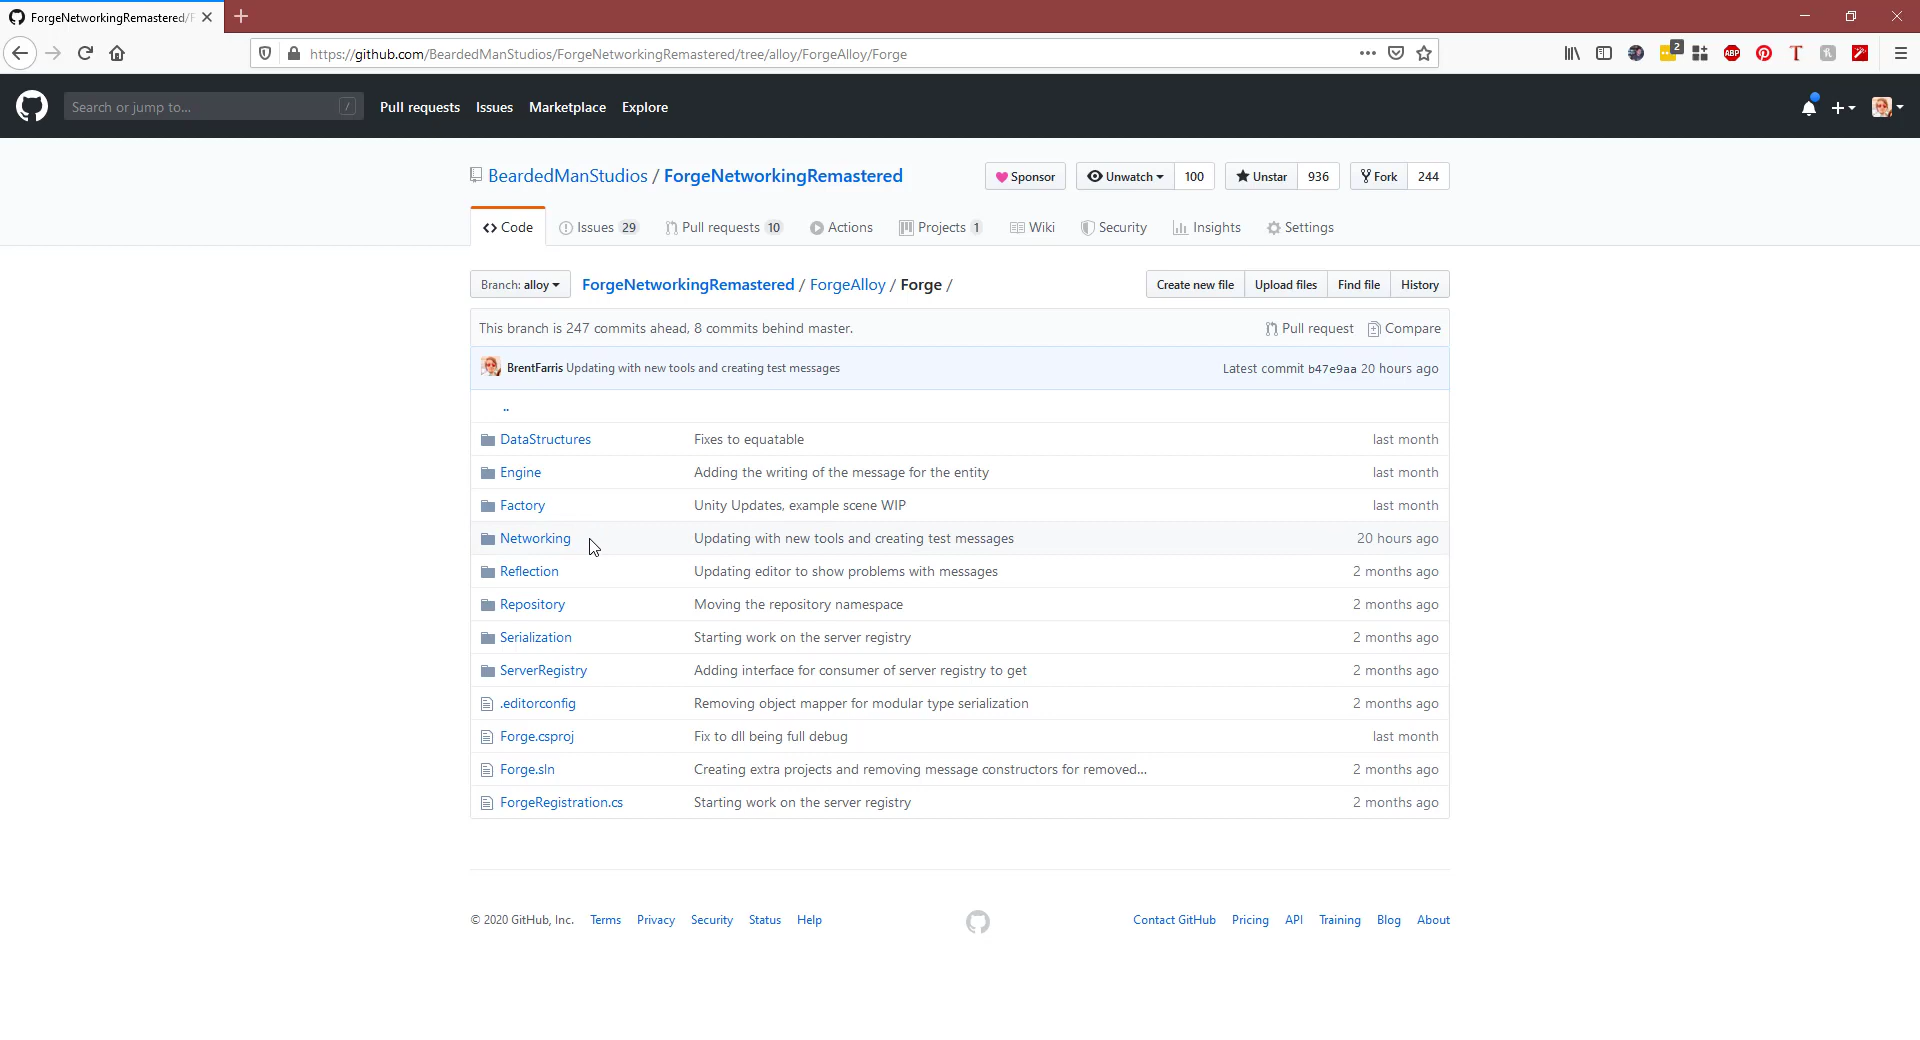 ForgeNetworkingRemastered/F
https://github.com/BeardedManStudios/ForgeNetworkingRemastered/tree/alloy/ForgeAlloy/Forge
2
ABP
T
Search or jump to... /
Pull requests Issues Marketplace Explore
BeardedManStudios / ForgeNetworkingRemastered
Sponsor Unwatch 100 Unstar 936 Fork 244
Code Issues 29 Pull requests 10 Actions Projects 1 Wiki Security Insights Settings
Branch: alloy ForgeNetworkingRemastered / ForgeAlloy / Forge / Create new file Upload files Find file History
This branch is 247 commits ahead, 8 commits behind master. Pull request Compare
BrentFarris Updating with new tools and creating test messages Latest commit b47e9aa 20 hours ago
..
DataStructures Fixes to equatable last month
Engine Adding the writing of the message for the entity last month
Factory Unity Updates, example scene WIP last month
Networking Updating with new tools and creating test messages 20 hours ago
Reflection Updating editor to show problems with messages 2 months ago
Repository Moving the repository namespace 2 months ago
Serialization Starting work on the server registry 2 months ago
ServerRegistry Adding interface for consumer of server registry to get 2 months ago
.editorconfig Removing object mapper for modular type serialization 2 months ago
Forge.csproj Fix to dll being full debug last month
Forge.sln Creating extra projects and removing message constructors for removed... 2 months ago
ForgeRegistration.cs Starting work on the server registry 2 months ago
© 2020 GitHub, Inc. Terms Privacy Security Status Help Contact GitHub Pricing API Training Blog About